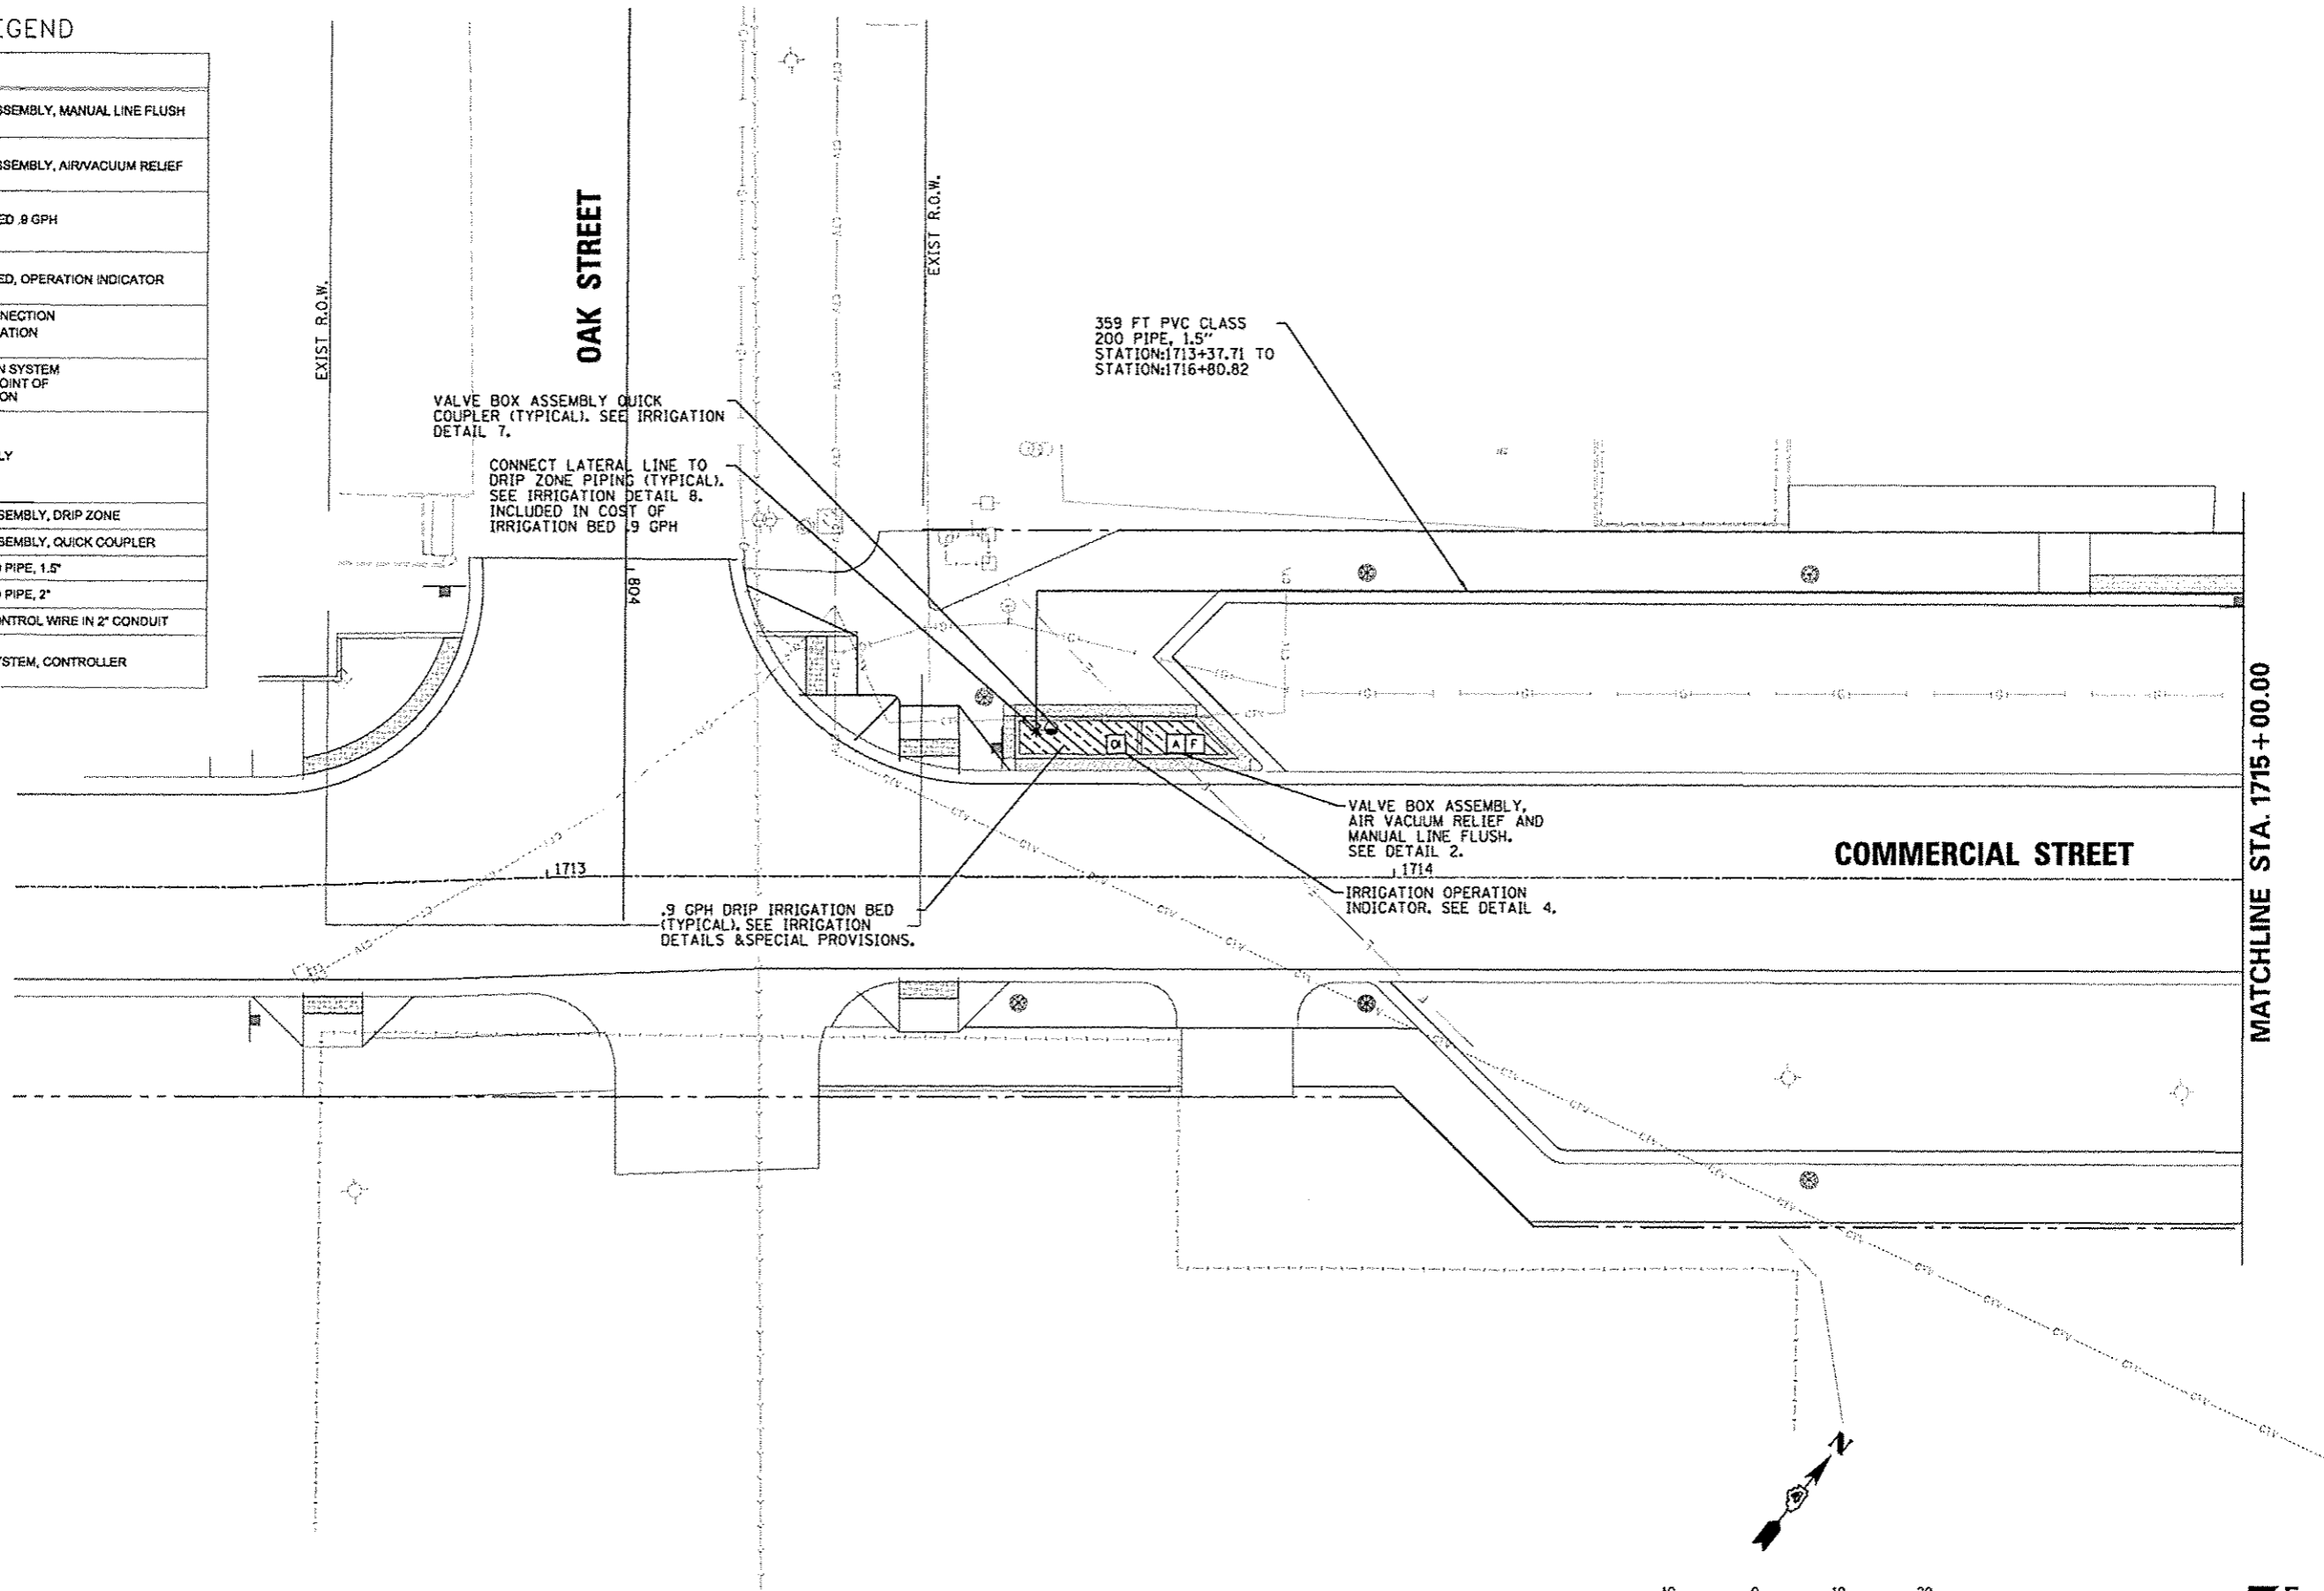 EGEND
SSEMBLY, MANUAL LINE FLUSH
SSEMBLY, AIR/VACUUM RELIEF
ED .9 GPH
ED, OPERATION INDICATOR
NECTION
ATION
N SYSTEM
OINT OF
ON
LY
SEMBLY, DRIP ZONE
SEMBLY, QUICK COUPLER
PIPE, 1.5"
PIPE, 2"
NTROL WIRE IN 2" CONDUIT
STEM, CONTROLLER
EXIST R.O.W.
OAK STREET
EXIST R.O.W.
359 FT PVC CLASS
200 PIPE, 1.5"
STATION:1713+37.71 TO
STATION:1716+80.82
VALVE BOX ASSEMBLY QUICK
COUPLER (TYPICAL). SEE IRRIGATION
DETAIL 7.
CONNECT LATERAL LINE TO
DRIP ZONE PIPING (TYPICAL).
SEE IRRIGATION DETAIL 8.
INCLUDED IN COST OF
IRRIGATION BED .9 GPH
804
OI
A F
VALVE BOX ASSEMBLY,
AIR VACUUM RELIEF AND
MANUAL LINE FLUSH.
SEE DETAIL 2.
COMMERCIAL STREET
1713
1714
IRRIGATION OPERATION
INDICATOR. SEE DETAIL 4.
.9 GPH DRIP IRRIGATION BED
(TYPICAL). SEE IRRIGATION
DETAILS &SPECIAL PROVISIONS.
MATCHLINE STA. 1715+00.00
N
10 0 10 20